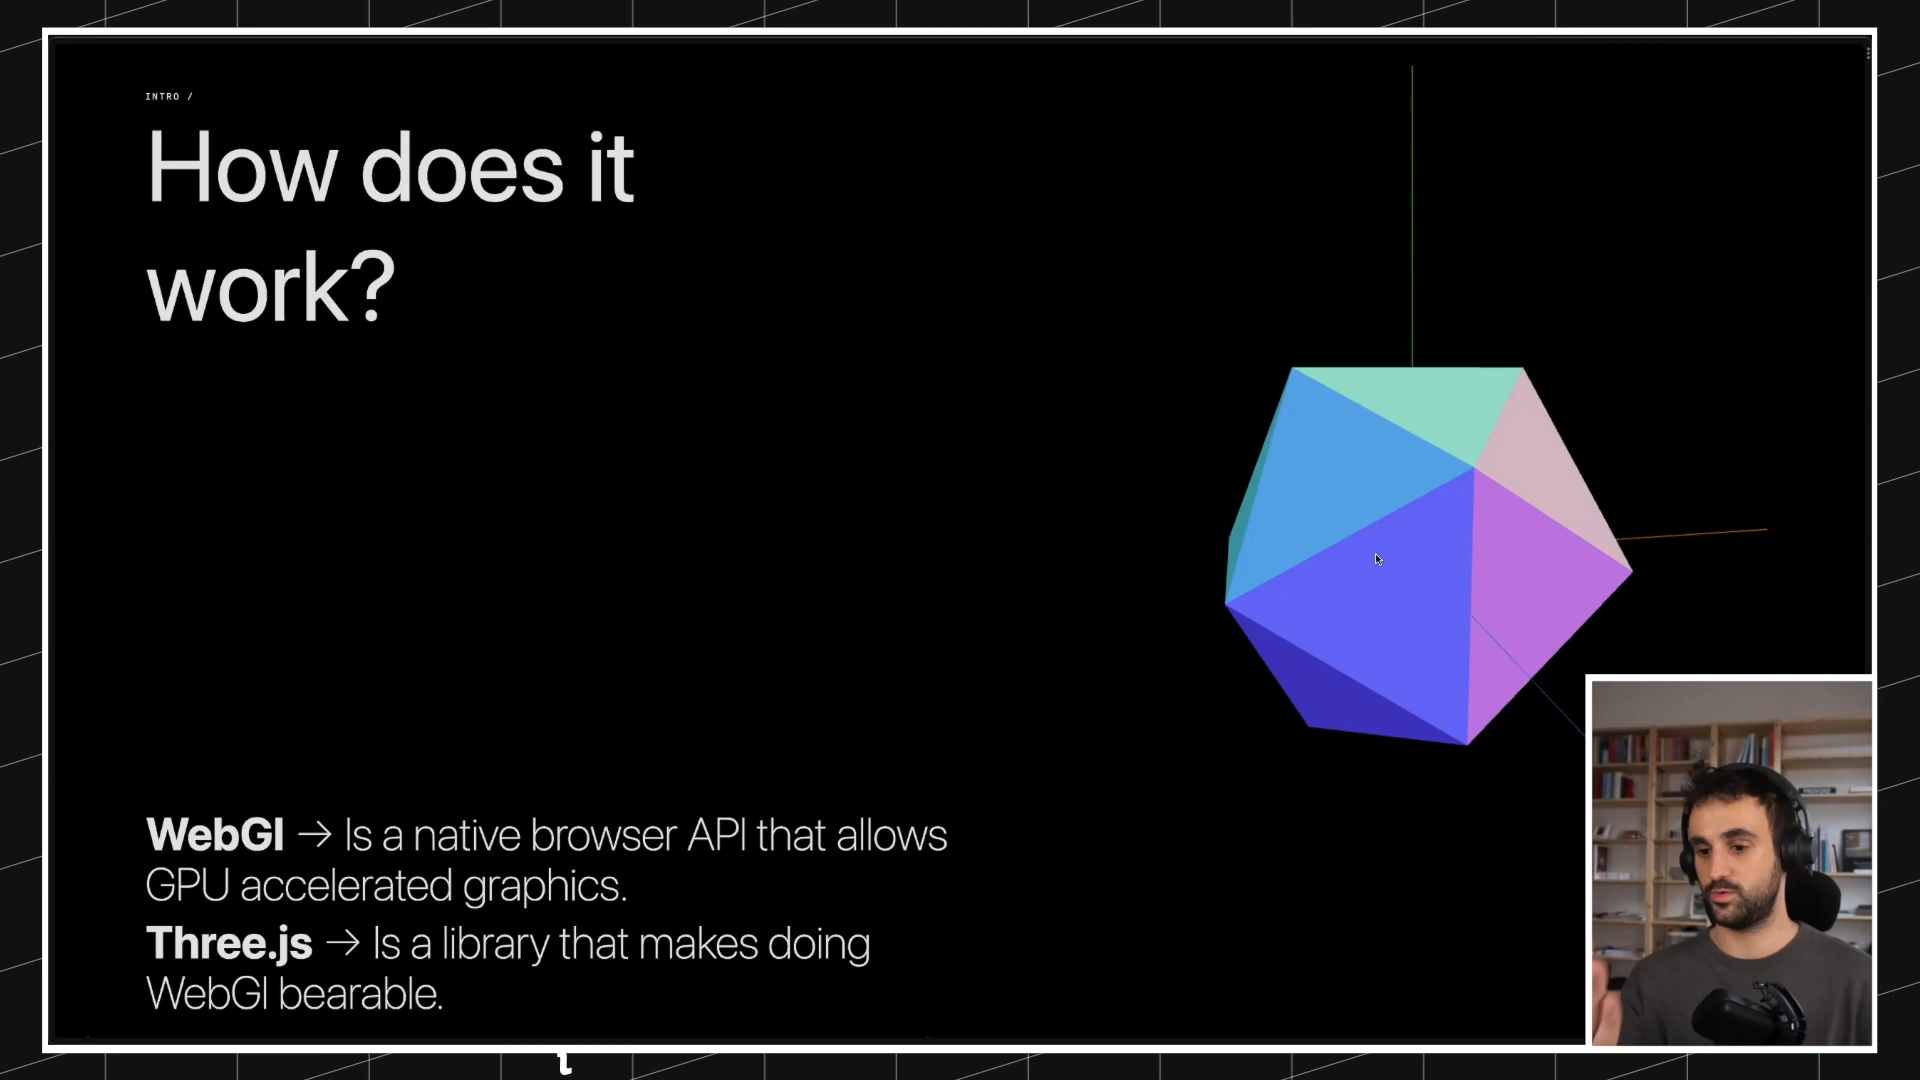 INTRO /
How does it
work?
WebGl → Is a native browser API that allows
GPU accelerated graphics.
Three.js → Is a library that makes doing
WebGl bearable.